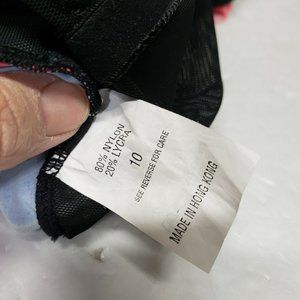 80% NYLON
20% LYCRA
10
SEE REVERSE FOR CARE
MADE IN HONG KONG